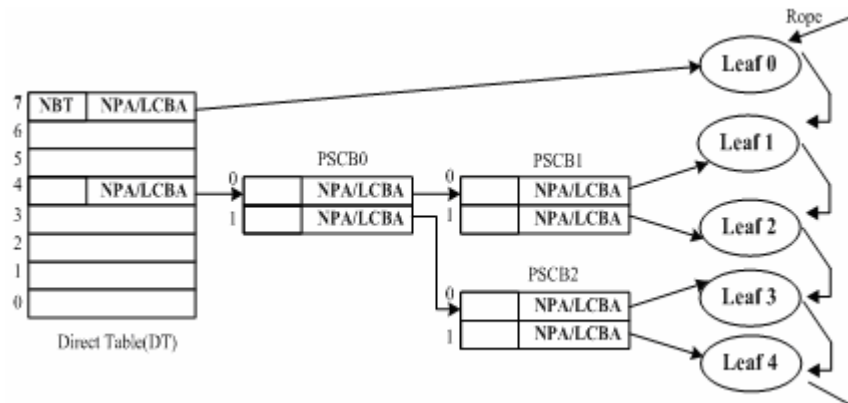 Rope
Leaf 0
7 NBT NPA/LCBA
6
5
4 NPA/LCBA
3
2
1
0
Direct Table(DT)
PSCB0
0 NPA/LCBA
1 NPA/LCBA
PSCB1
0 NPA/LCBA
1 NPA/LCBA
PSCB2
0 NPA/LCBA
1 NPA/LCBA
Leaf 1
Leaf 2
Leaf 3
Leaf 4